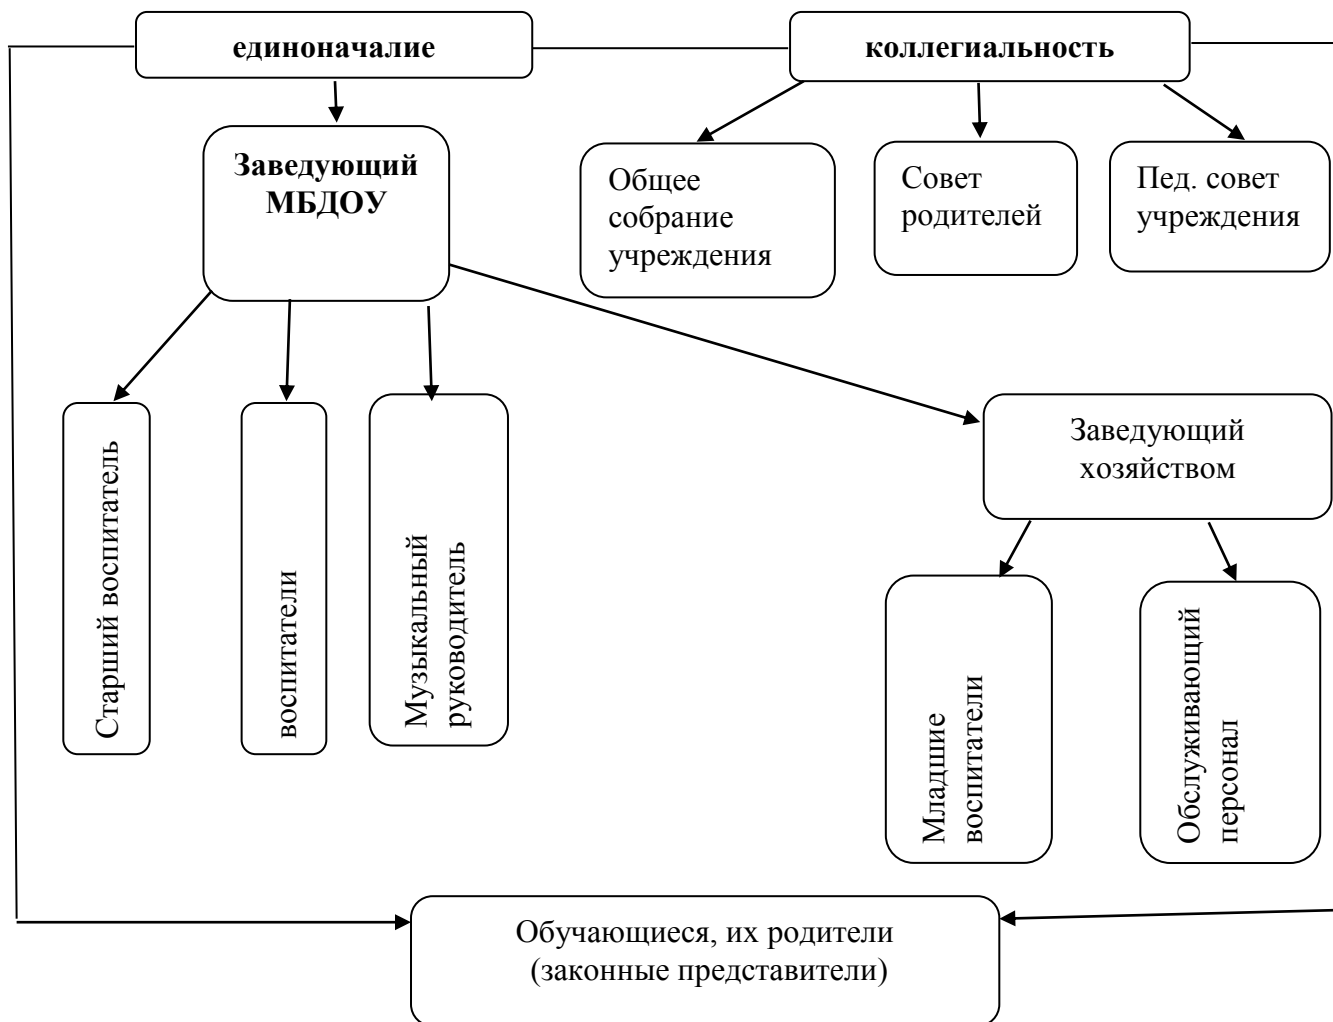 единоначалие
коллегиальность
Заведующий
МБДОУ
Общее
собрание
учреждения
Совет
родителей
Пед. совет
учреждения
Старший воспитатель
воспитатели
Музыкальный
руководитель
Заведующий
хозяйством
Младшие
воспитатели
Обслуживающий
персонал
Обучающиеся, их родители
(законные представители)